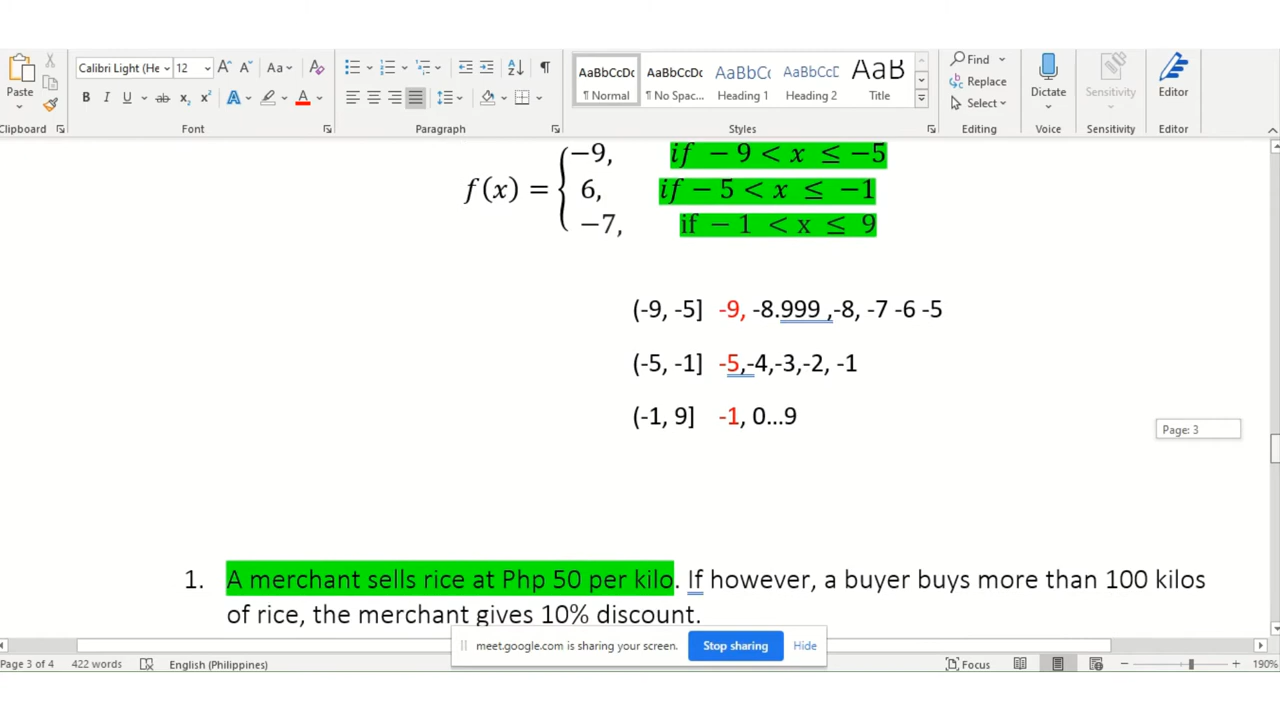 Calibri Light (He 12 Aa
Paste B I U ab x₂ x² A A
AaBbCcDc AaBbCcDc AaBbCc AaBbCcD AaB
¶ Normal ¶ No Spac... Heading 1 Heading 2 Title
Find
Replace
Select
Dictate Sensitivity Editor
Clipboard Font Paragraph Styles Editing Voice Sensitivity Editor
f(x) = { −9, if − 9 < x ≤ −5
6, if − 5 < x ≤ −1
−7, if − 1 < x ≤ 9
(-9, -5] -9, -8.999 ,-8, -7 -6 -5
(-5, -1] -5,-4,-3,-2, -1
(-1, 9] -1, 0...9
Page: 3
1. A merchant sells rice at Php 50 per kilo. If however, a buyer buys more than 100 kilos
of rice, the merchant gives 10% discount.
meet.google.com is sharing your screen. Stop sharing Hide
Page 3 of 4 422 words English (Philippines) Focus 190%